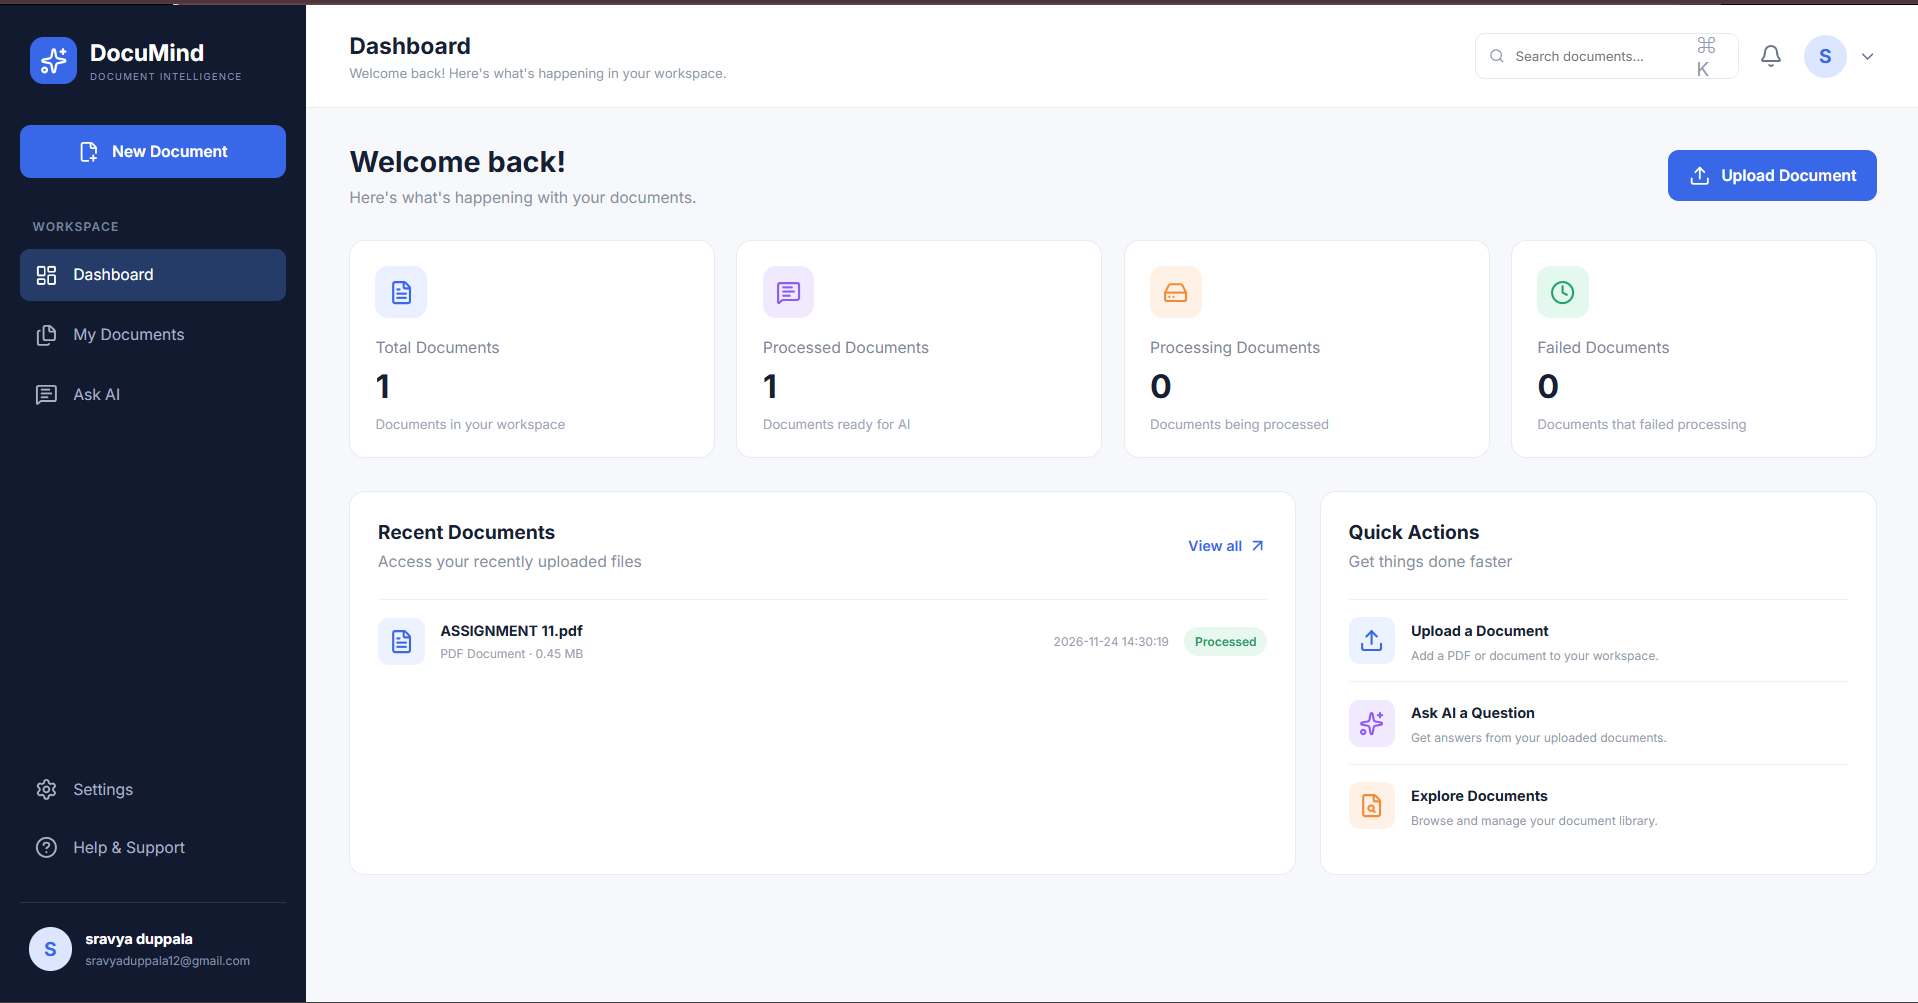 DocuMind
DOCUMENT INTELLIGENCE
New Document
WORKSPACE
Dashboard
My Documents
Ask AI
Settings
Help & Support
S
sravya duppala
sravyaduppala12@gmail.com
Dashboard
Welcome back! Here's what's happening in your workspace.
Search documents...
⌘
K
S
Welcome back!
Here's what's happening with your documents.
Upload Document
Total Documents
1
Documents in your workspace
Processed Documents
1
Documents ready for AI
Processing Documents
0
Documents being processed
Failed Documents
0
Documents that failed processing
Recent Documents
Access your recently uploaded files
View all
ASSIGNMENT 11.pdf
PDF Document · 0.45 MB
2026-11-24 14:30:19
Processed
Quick Actions
Get things done faster
Upload a Document
Add a PDF or document to your workspace.
Ask AI a Question
Get answers from your uploaded documents.
Explore Documents
Browse and manage your document library.